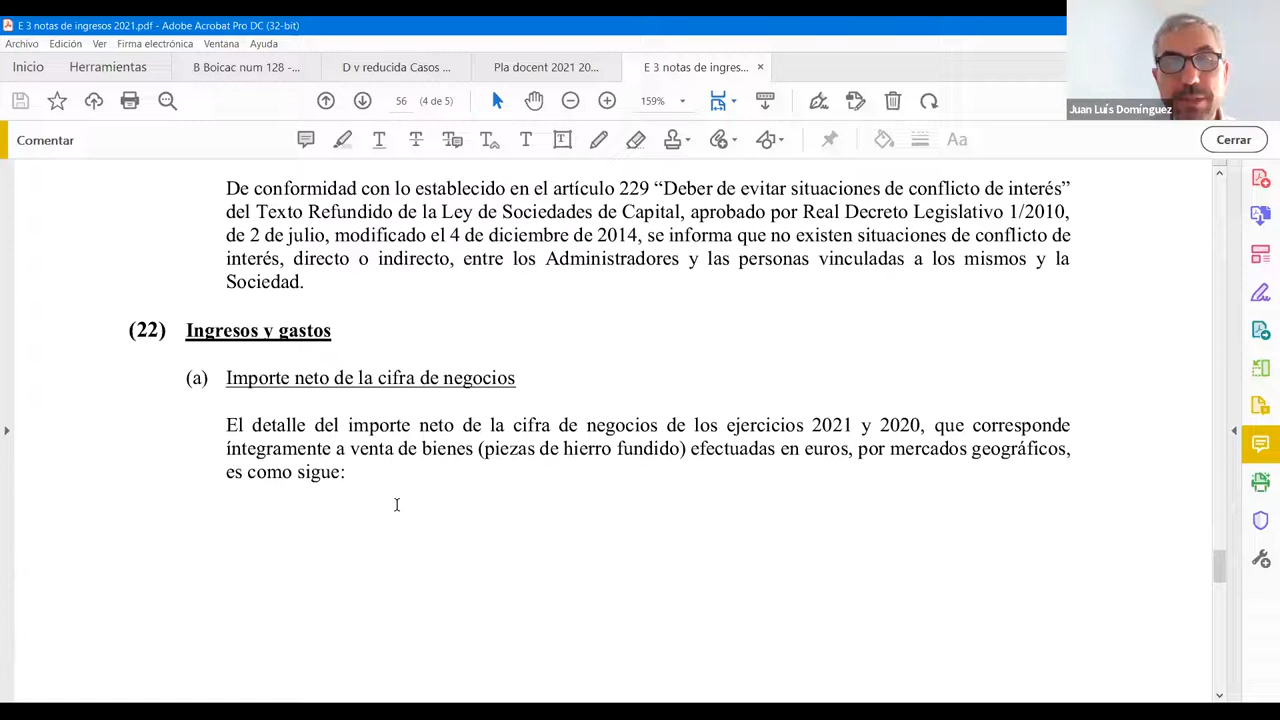 E 3 notas de ingresos 2021.pdf - Adobe Acrobat Pro DC (32-bit)
Archivo Edición Ver Firma electrónica Ventana Ayuda
Inicio Herramientas B Boicac num 128 -... D v reducida Casos ... Pla docent 2021 20... E 3 notas de ingres... ×
56 (4 de 5) 159%
Juan Luís Domínguez
Comentar Cerrar
De conformidad con lo establecido en el artículo 229 “Deber de evitar situaciones de conflicto de interés”
del Texto Refundido de la Ley de Sociedades de Capital, aprobado por Real Decreto Legislativo 1/2010,
de 2 de julio, modificado el 4 de diciembre de 2014, se informa que no existen situaciones de conflicto de
interés, directo o indirecto, entre los Administradores y las personas vinculadas a los mismos y la
Sociedad.
(22) Ingresos y gastos
(a) Importe neto de la cifra de negocios
El detalle del importe neto de la cifra de negocios de los ejercicios 2021 y 2020, que corresponde
íntegramente a venta de bienes (piezas de hierro fundido) efectuadas en euros, por mercados geográficos,
es como sigue: